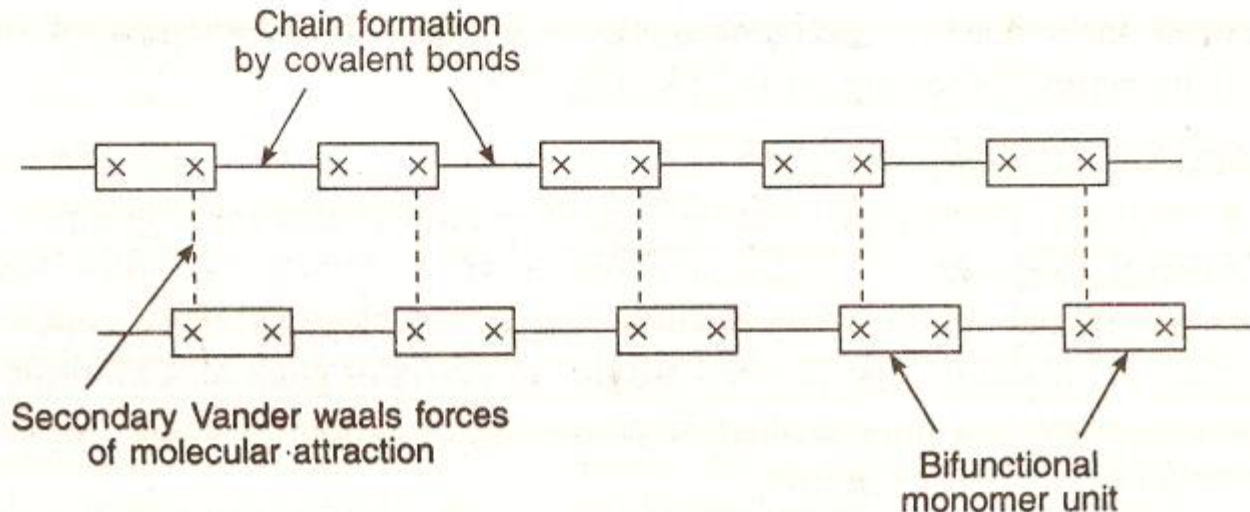 Chain formation
by covalent bonds
× × × × × × × × × ×
× × × × × × × × × ×
Secondary Vander waals forces
of molecular attraction
Bifunctional
monomer unit